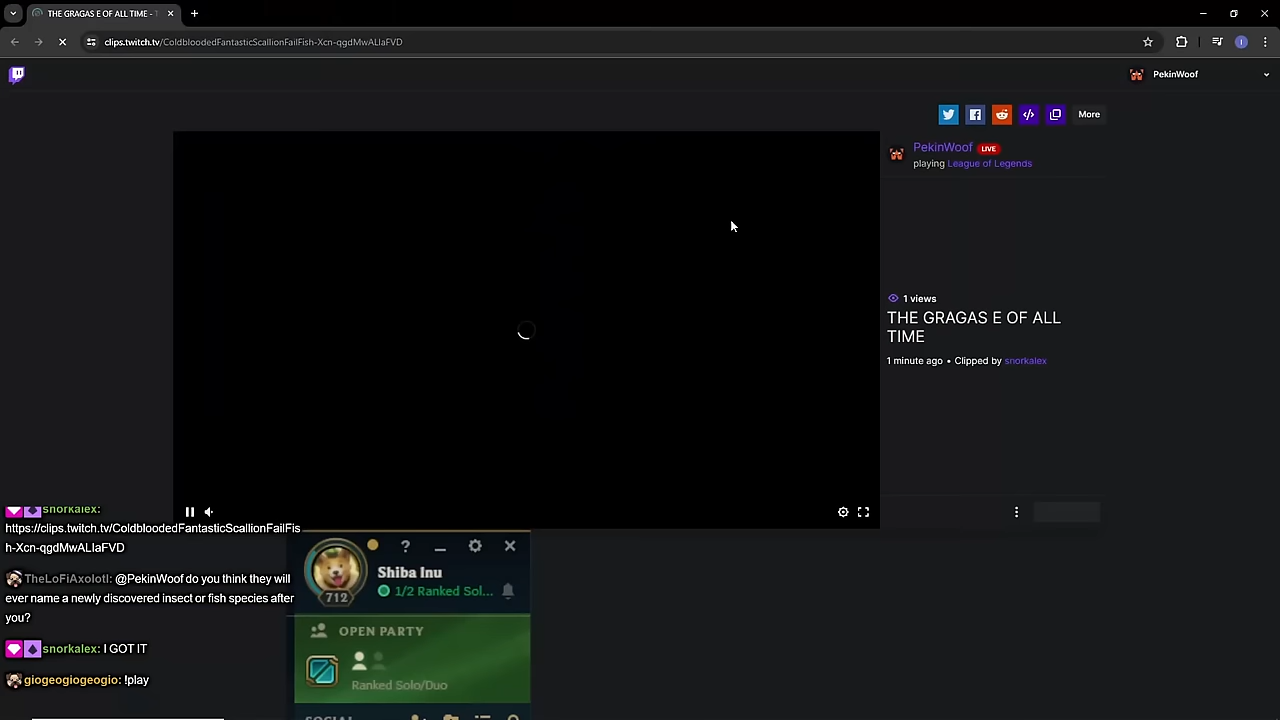 THE GRAGAS E OF ALL TIME -
clips.twitch.tv/ColdbloodedFantasticScallionFailFish-Xcn-qgdMwALIaFVD
PekinWoof
More
PekinWoof LIVE
playing League of Legends
1 views
THE GRAGAS E OF ALL
TIME
1 minute ago • Clipped by snorkalex
snorkalex:
https://clips.twitch.tv/ColdbloodedFantasticScallionFailFis
h-Xcn-qgdMwALIaFVD
TheLoFiAxolotl: @PekinWoof do you think they will
ever name a newly discovered insect or fish species after
you?
snorkalex: I GOT IT
giogeogiogeogio: !play
Shiba Inu
712
1/2 Ranked Sol...
OPEN PARTY
Ranked Solo/Duo
SOCIAL